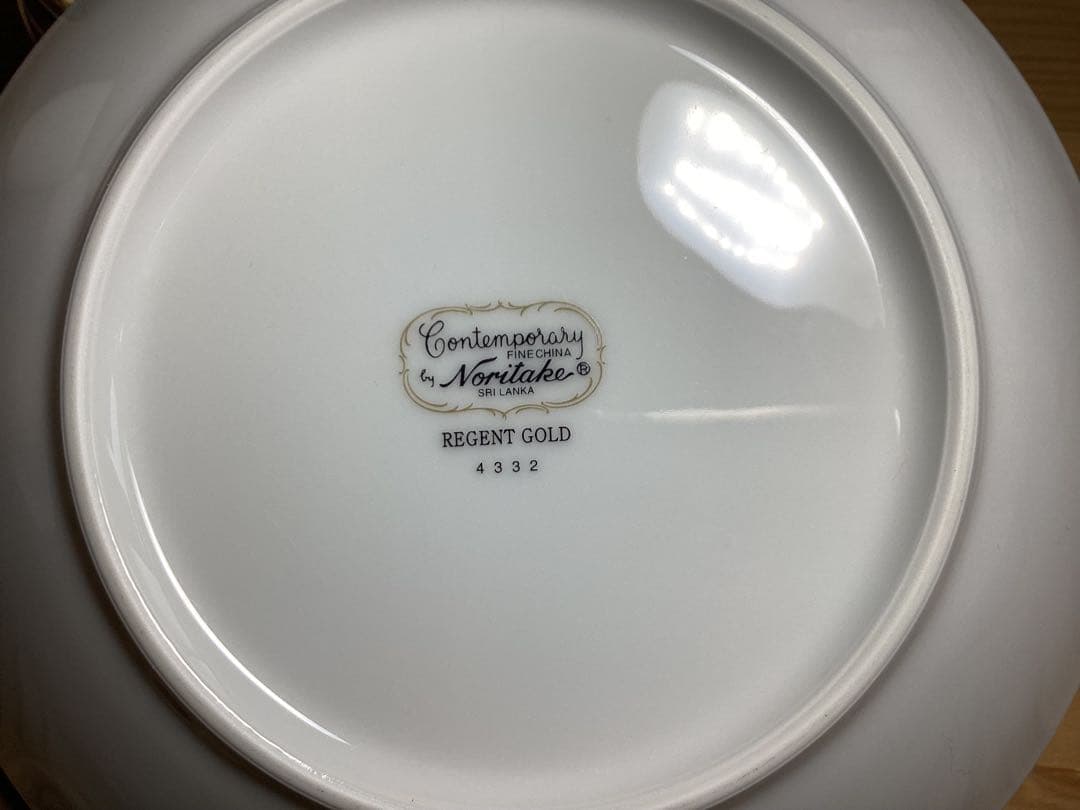 Contemporary
FINE CHINA
by Noritake®
SRI LANKA
REGENT GOLD
4332